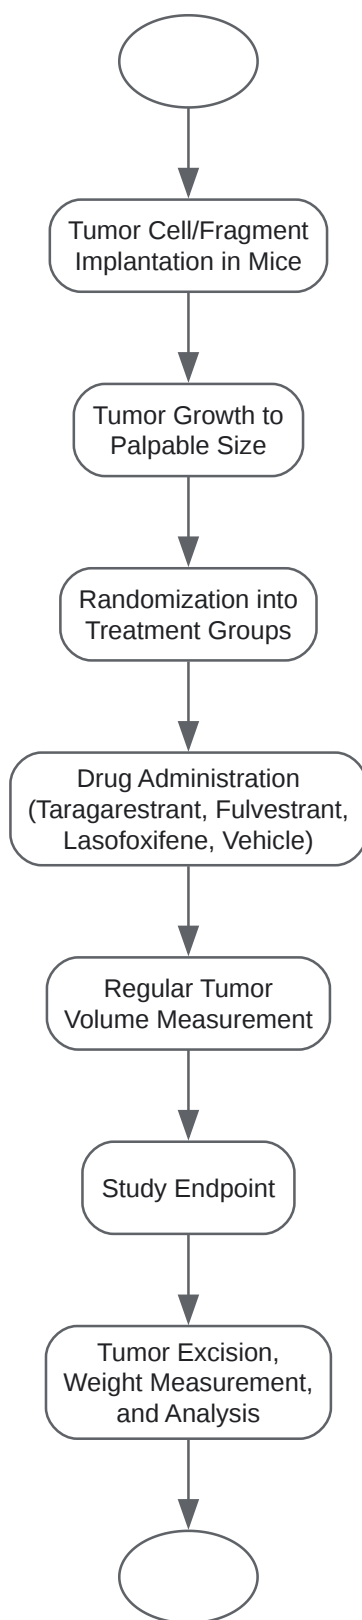 Tumor Cell/Fragment
Implantation in Mice
Tumor Growth to
Palpable Size
Randomization into
Treatment Groups
Drug Administration
(Taragarestrant, Fulvestrant,
Lasofoxifene, Vehicle)
Regular Tumor
Volume Measurement
Study Endpoint
Tumor Excision,
Weight Measurement,
and Analysis